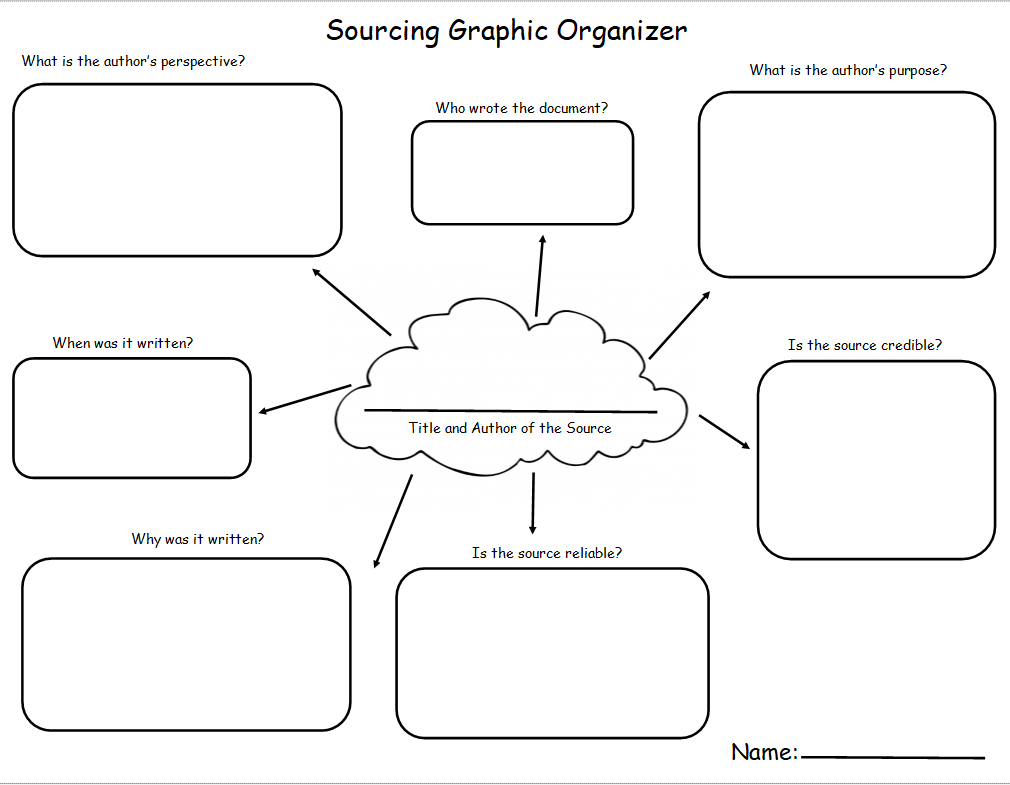 Sourcing Graphic Organizer
What is the author's perspective?
What is the author's purpose?
Who wrote the document?
When was it written?
Is the source credible?
Title and Author of the Source
Why was it written?
Is the source reliable?
Name: